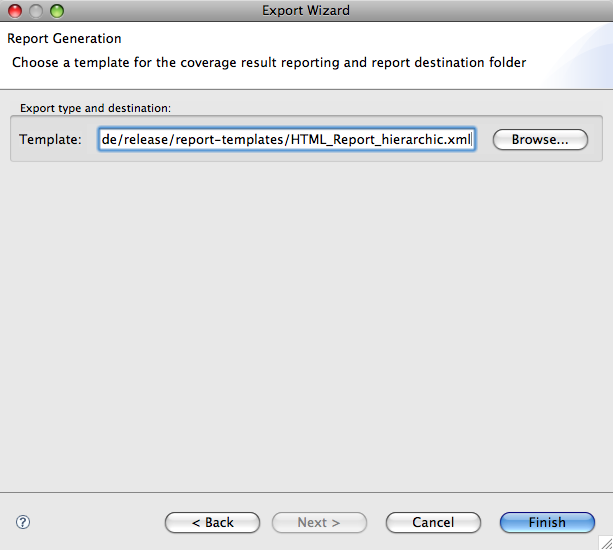 Export Wizard
Report Generation
Choose a template for the coverage result reporting and report destination folder
Export type and destination:
Template: de/release/report-templates/HTML_Report_hierarchic.xml Browse...
? < Back Next > Cancel Finish